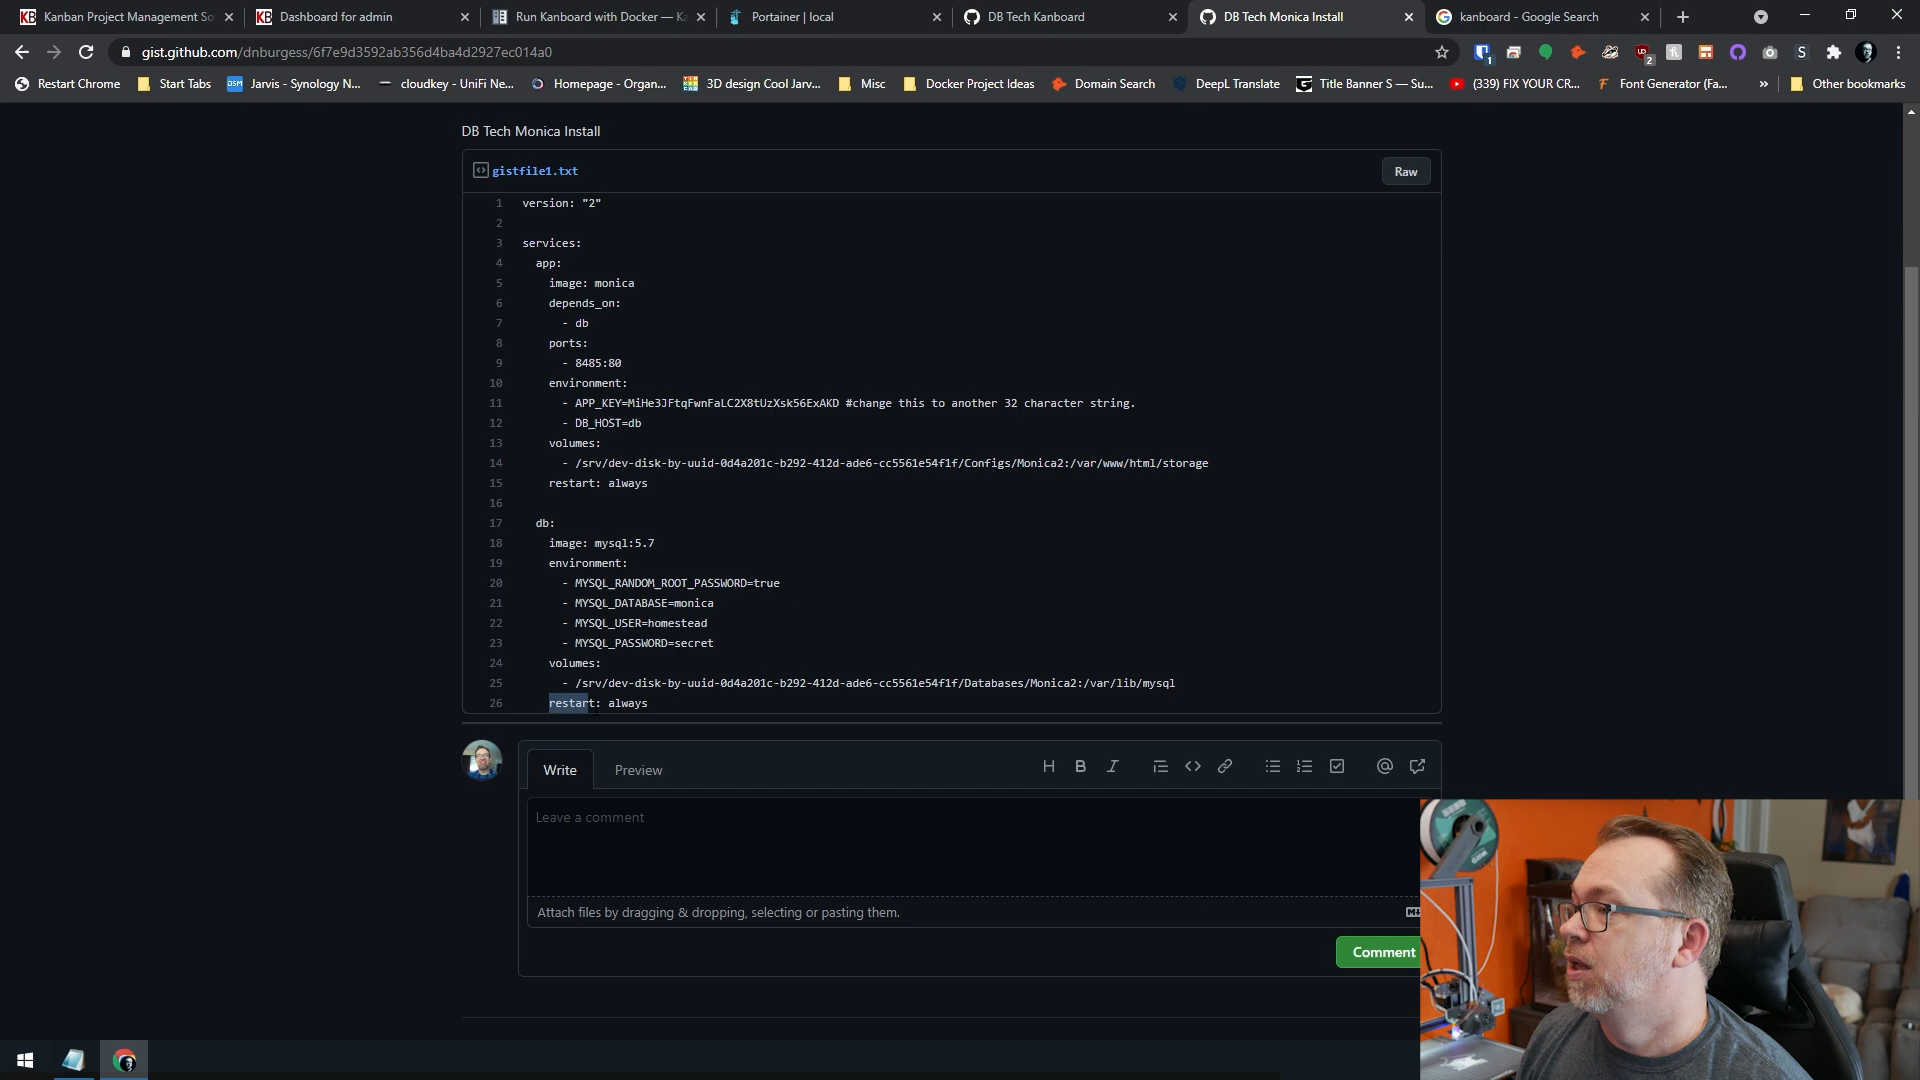 Kanban Project Management So
Dashboard for admin
Run Kanboard with Docker — Ka
Portainer | local
DB Tech Kanboard
DB Tech Monica Install
kanboard - Google Search
gist.github.com/dnburgess/6f7e9d3592ab356d4ba4d2927ec014a0
Restart Chrome
Start Tabs
Jarvis - Synology N...
cloudkey - UniFi Ne...
Homepage - Organ...
3D design Cool Jarv...
Misc
Docker Project Ideas
Domain Search
DeepL Translate
Title Banner S — Su...
(339) FIX YOUR CR...
Font Generator (Fa...
»
Other bookmarks
DB Tech Monica Install
gistfile1.txt
Raw
1 version: "2"
2
3 services:
4 app:
5 image: monica
6 depends_on:
7 - db
8 ports:
9 - 8485:80
10 environment:
11 - APP_KEY=MiHe3JFtqFwnFaLC2X8tUzXsk56ExAKD #change this to another 32 character string.
12 - DB_HOST=db
13 volumes:
14 - /srv/dev-disk-by-uuid-0d4a201c-b292-412d-ade6-cc5561e54f1f/Configs/Monica2:/var/www/html/storage
15 restart: always
16
17 db:
18 image: mysql:5.7
19 environment:
20 - MYSQL_RANDOM_ROOT_PASSWORD=true
21 - MYSQL_DATABASE=monica
22 - MYSQL_USER=homestead
23 - MYSQL_PASSWORD=secret
24 volumes:
25 - /srv/dev-disk-by-uuid-0d4a201c-b292-412d-ade6-cc5561e54f1f/Databases/Monica2:/var/lib/mysql
26 restart: always
Write
Preview
Leave a comment
Attach files by dragging & dropping, selecting or pasting them.
Comment